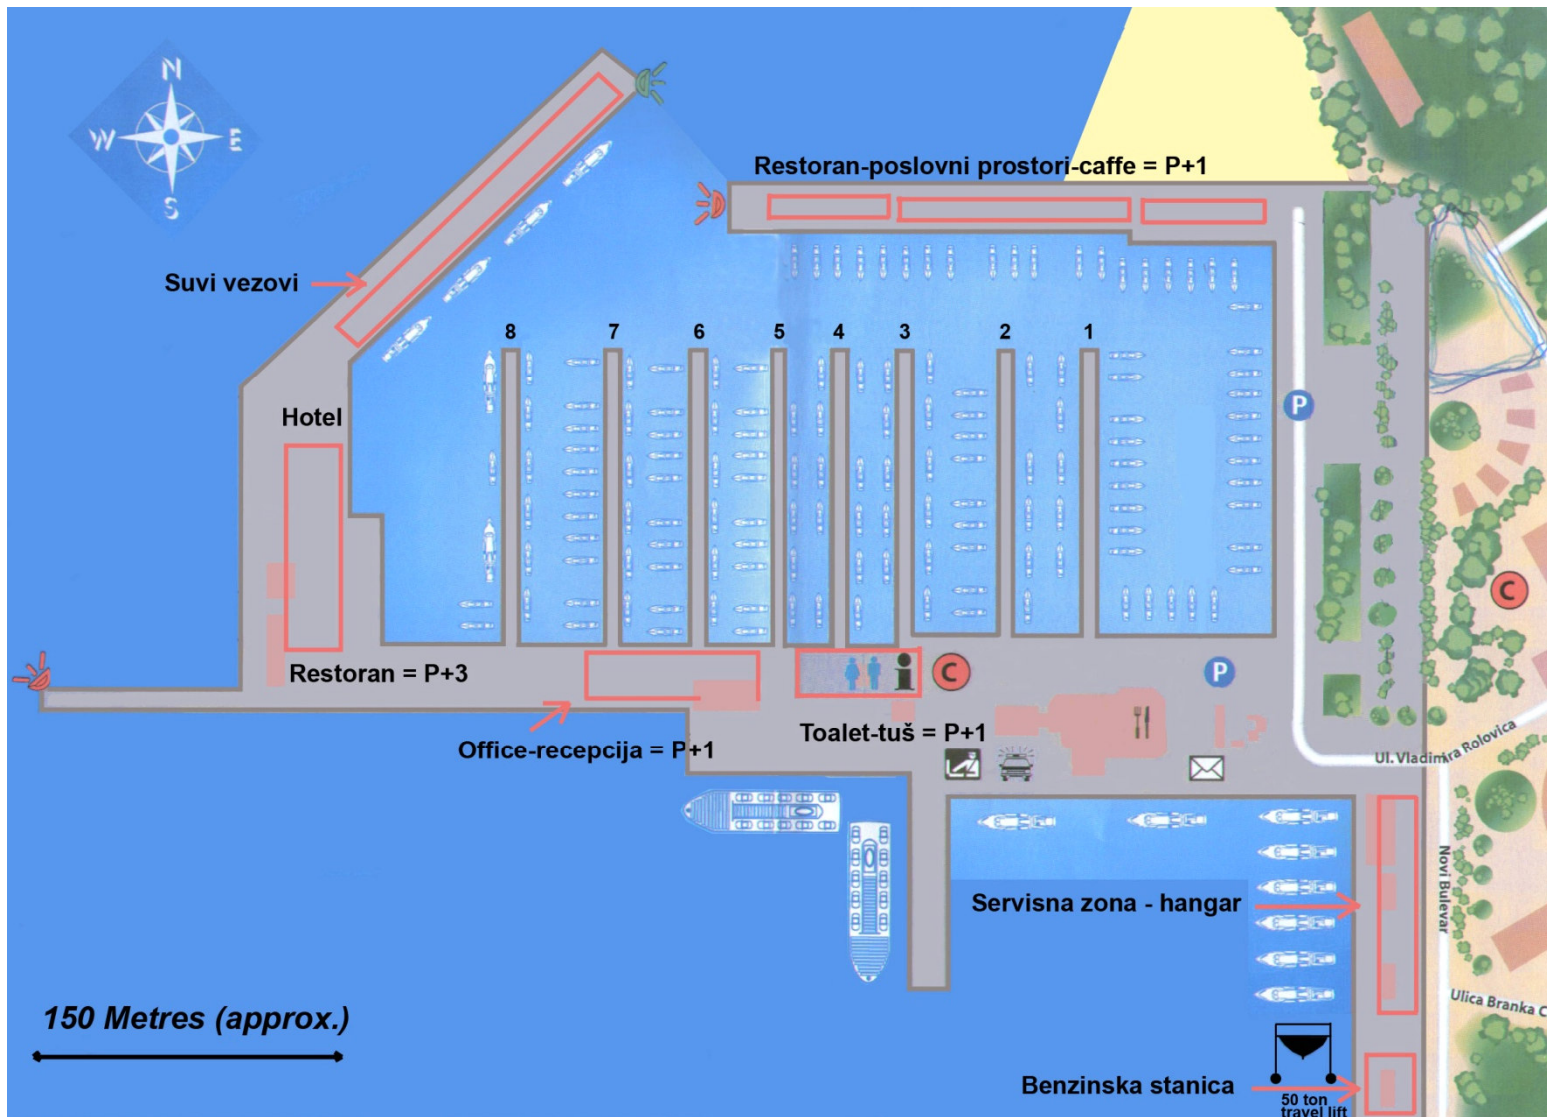 N
W
E
S
Restoran-poslovni prostori-caffe = P+1
Suvi vezovi
8
7
6
5
4
3
2
1
Hotel
P
C
Restoran = P+3
i
C
P
Toalet-tuš = P+1
Office-recepcija = P+1
Ul. Vladimira Rolovica
Novi Bulevar
Servisna zona - hangar
Ulica Branka C
150 Metres (approx.)
Benzinska stanica
50 ton
travel lift